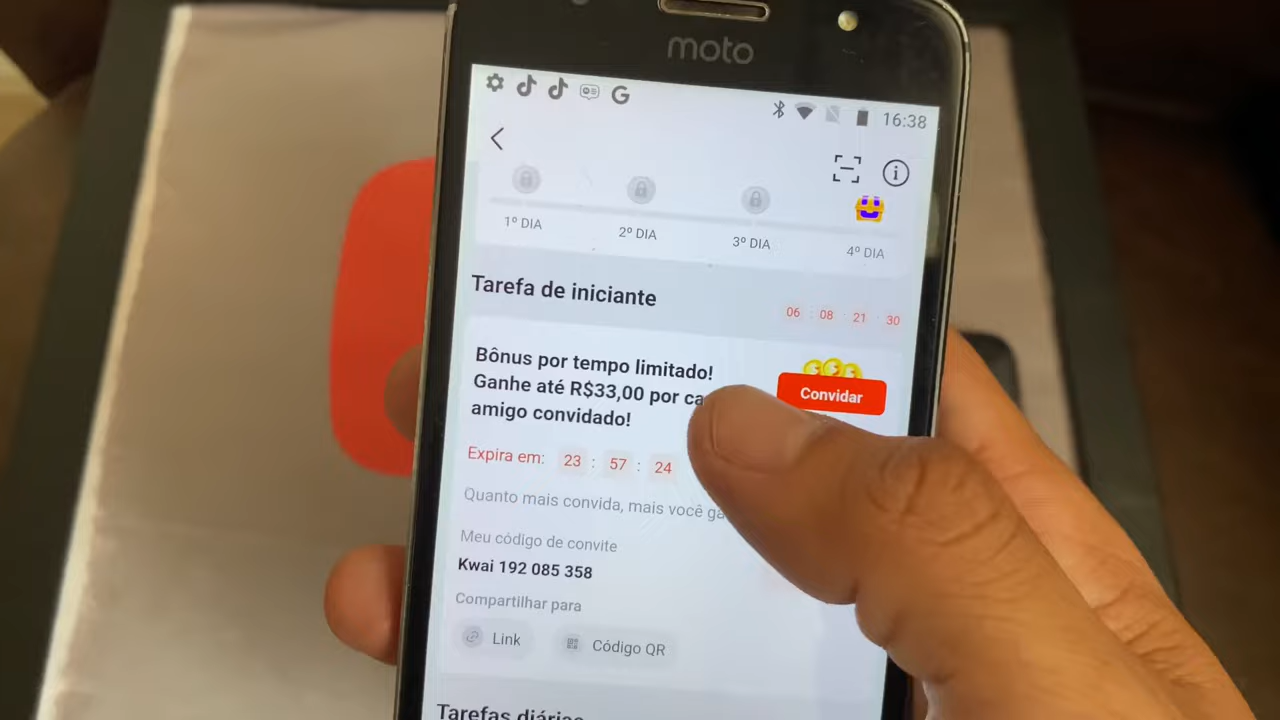 moto
16:38
1º DIA
2º DIA
3º DIA
4º DIA
Tarefa de iniciante
06 : 08 : 21 : 30
Bônus por tempo limitado!
Ganhe até R$33,00 por
amigo convidado!
Convidar
Expira em: 23 : 57 : 24
Quanto mais convida, mais você
Meu código de convite
Kwai 192 085 358
Compartilhar para
Link
Código QR
Tarefas diárias